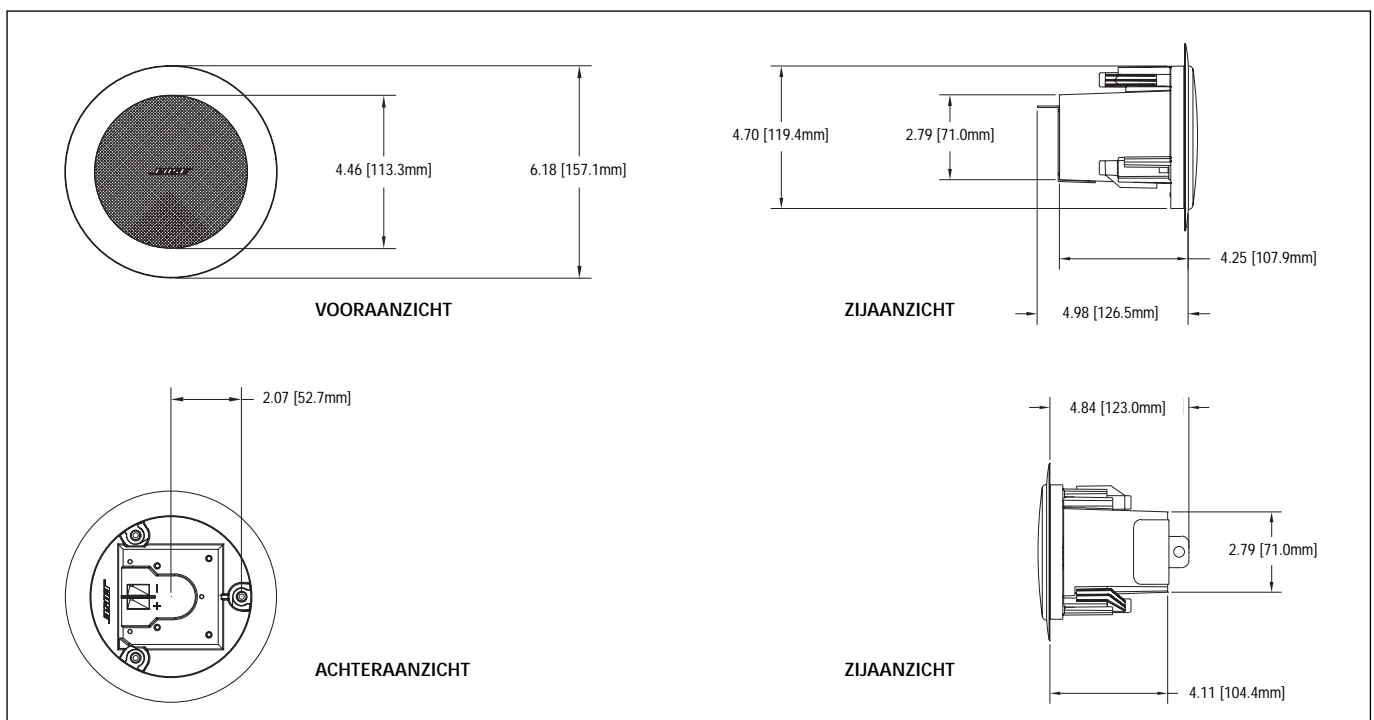 4.46 [113.3mm]
6.18 [157.1mm]
VOORAANZICHT
4.70 [119.4mm]
2.79 [71.0mm]
4.25 [107.9mm]
4.98 [126.5mm]
ZIJAANZICHT
2.07 [52.7mm]
-
+
ACHTERAANZICHT
4.84 [123.0mm]
2.79 [71.0mm]
4.11 [104.4mm]
ZIJAANZICHT